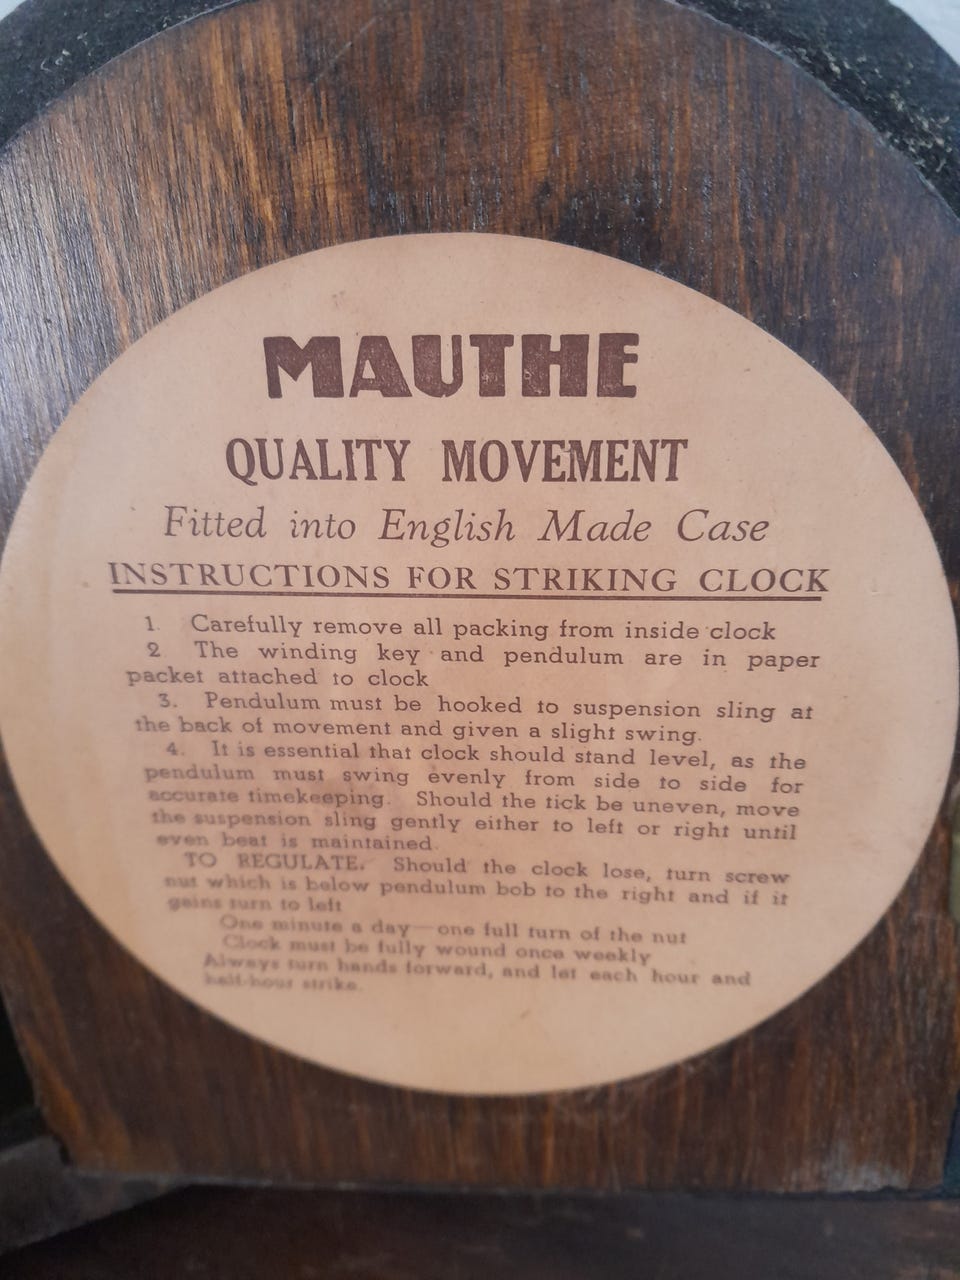 MAUTHE
QUALITY MOVEMENT
Fitted into English Made Case
INSTRUCTIONS FOR STRIKING CLOCK
1. Carefully remove all packing from inside clock
2. The winding key and pendulum are in paper
packet attached to clock
3. Pendulum must be hooked to suspension sling at
the back of movement and given a slight swing.
4. It is essential that clock should stand level, as the
pendulum must swing evenly from side to side for
accurate timekeeping. Should the tick be uneven, move
the suspension sling gently either to left or right until
even beat is maintained.
TO REGULATE. Should the clock lose, turn screw
nut which is below pendulum bob to the right and if it
gains turn to left
One minute a day—one full turn of the nut
Clock must be fully wound once weekly
Always turn hands forward, and let each hour and
half-hour strike.